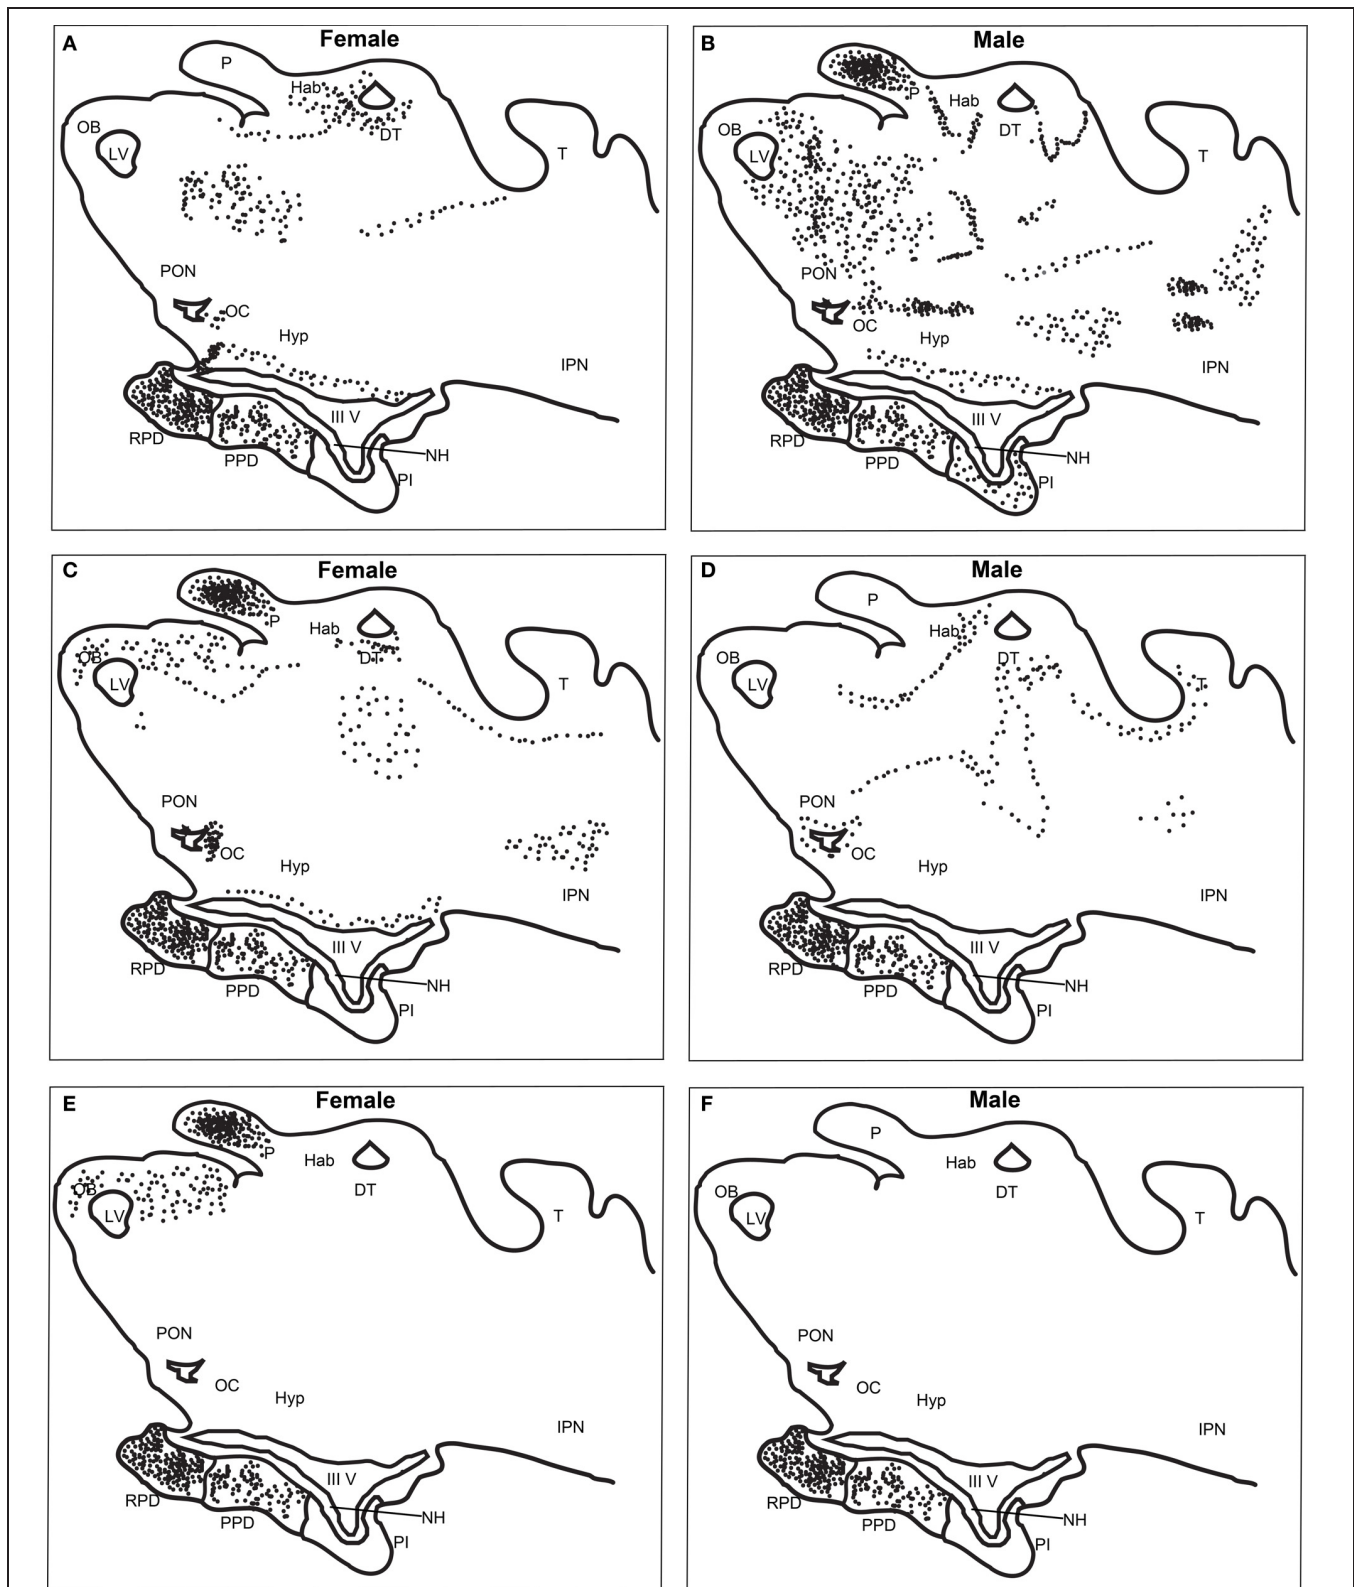 A Female
P
Hab
OB
DT
LV
T
PON
OC
Hyp
IPN
III V
RPD
PPD
NH
PI
B Male
P
Hab
OB
DT
LV
T
PON
OC
Hyp
IPN
III V
RPD
PPD
NH
PI
C Female
P
Hab
OB
DT
LV
T
PON
OC
Hyp
IPN
III V
RPD
PPD
NH
PI
D Male
P
Hab
OB
DT
LV
T
PON
OC
Hyp
IPN
III V
RPD
PPD
NH
PI
E Female
P
Hab
OB
DT
LV
T
PON
OC
Hyp
IPN
III V
RPD
PPD
NH
PI
F Male
P
Hab
OB
DT
LV
T
PON
OC
Hyp
IPN
III V
RPD
PPD
NH
PI